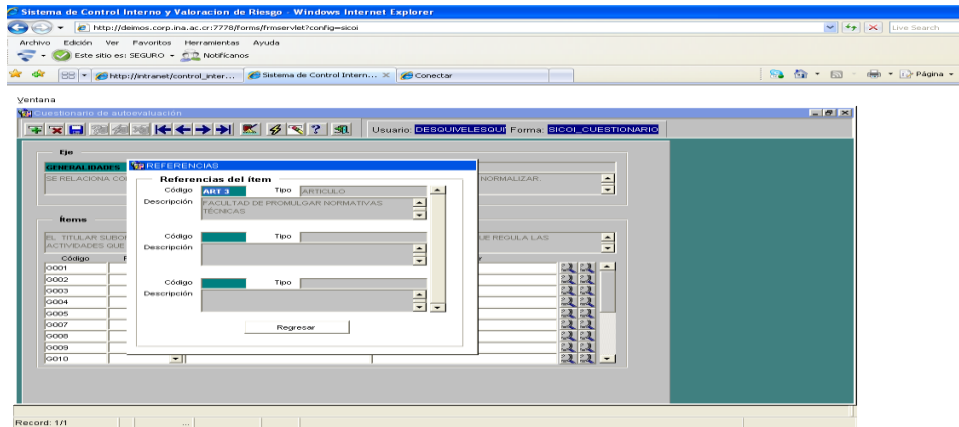 Sistema de Control Interno y Valoracion de Riesgo - Windows Internet Explorer
http://deimos.corp.ina.ac.cr:7778/forms/frmservlet?config=sicoi
Live Search
Archivo Edición Ver Favoritos Herramientas Ayuda
Este sitio es: SEGURO Notifícanos
http://intranet/control_inter... Sistema de Control Intern... Conectar Página
Ventana
Cuestionario de autoevaluación
Usuario: DESQUIVELESQUI Forma: SICOI_CUESTIONARIO
Eje
GENERALIDADES
SE RELACIONA
NORMALIZAR.
REFERENCIAS
Referencias del ítem
Código ART 3 Tipo ARTICULO
Descripción FACULTAD DE PROMULGAR NORMATIVAS
TÉCNICAS
Código Tipo
Descripción
Código Tipo
Descripción
Regresar
Ítems
EL TITULAR
REGULA LAS
ACTIVIDADES QUE
Código
G001
G002
G003
G004
G005
G007
G008
G009
G010
Record: 1/1 ...